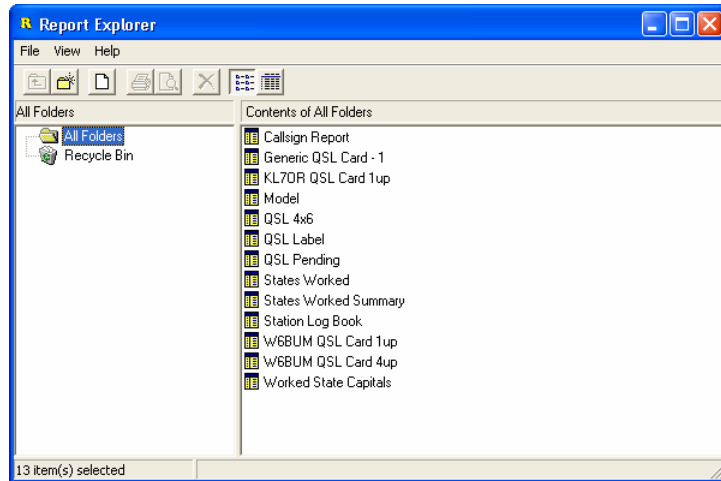 R Report Explorer
File View Help
All Folders
Contents of All Folders
All Folders
Recycle Bin
Callsign Report
Generic QSL Card - 1
KL7OR QSL Card 1up
Model
QSL 4x6
QSL Label
QSL Pending
States Worked
States Worked Summary
Station Log Book
W6BUM QSL Card 1up
W6BUM QSL Card 4up
Worked State Capitals
13 item(s) selected